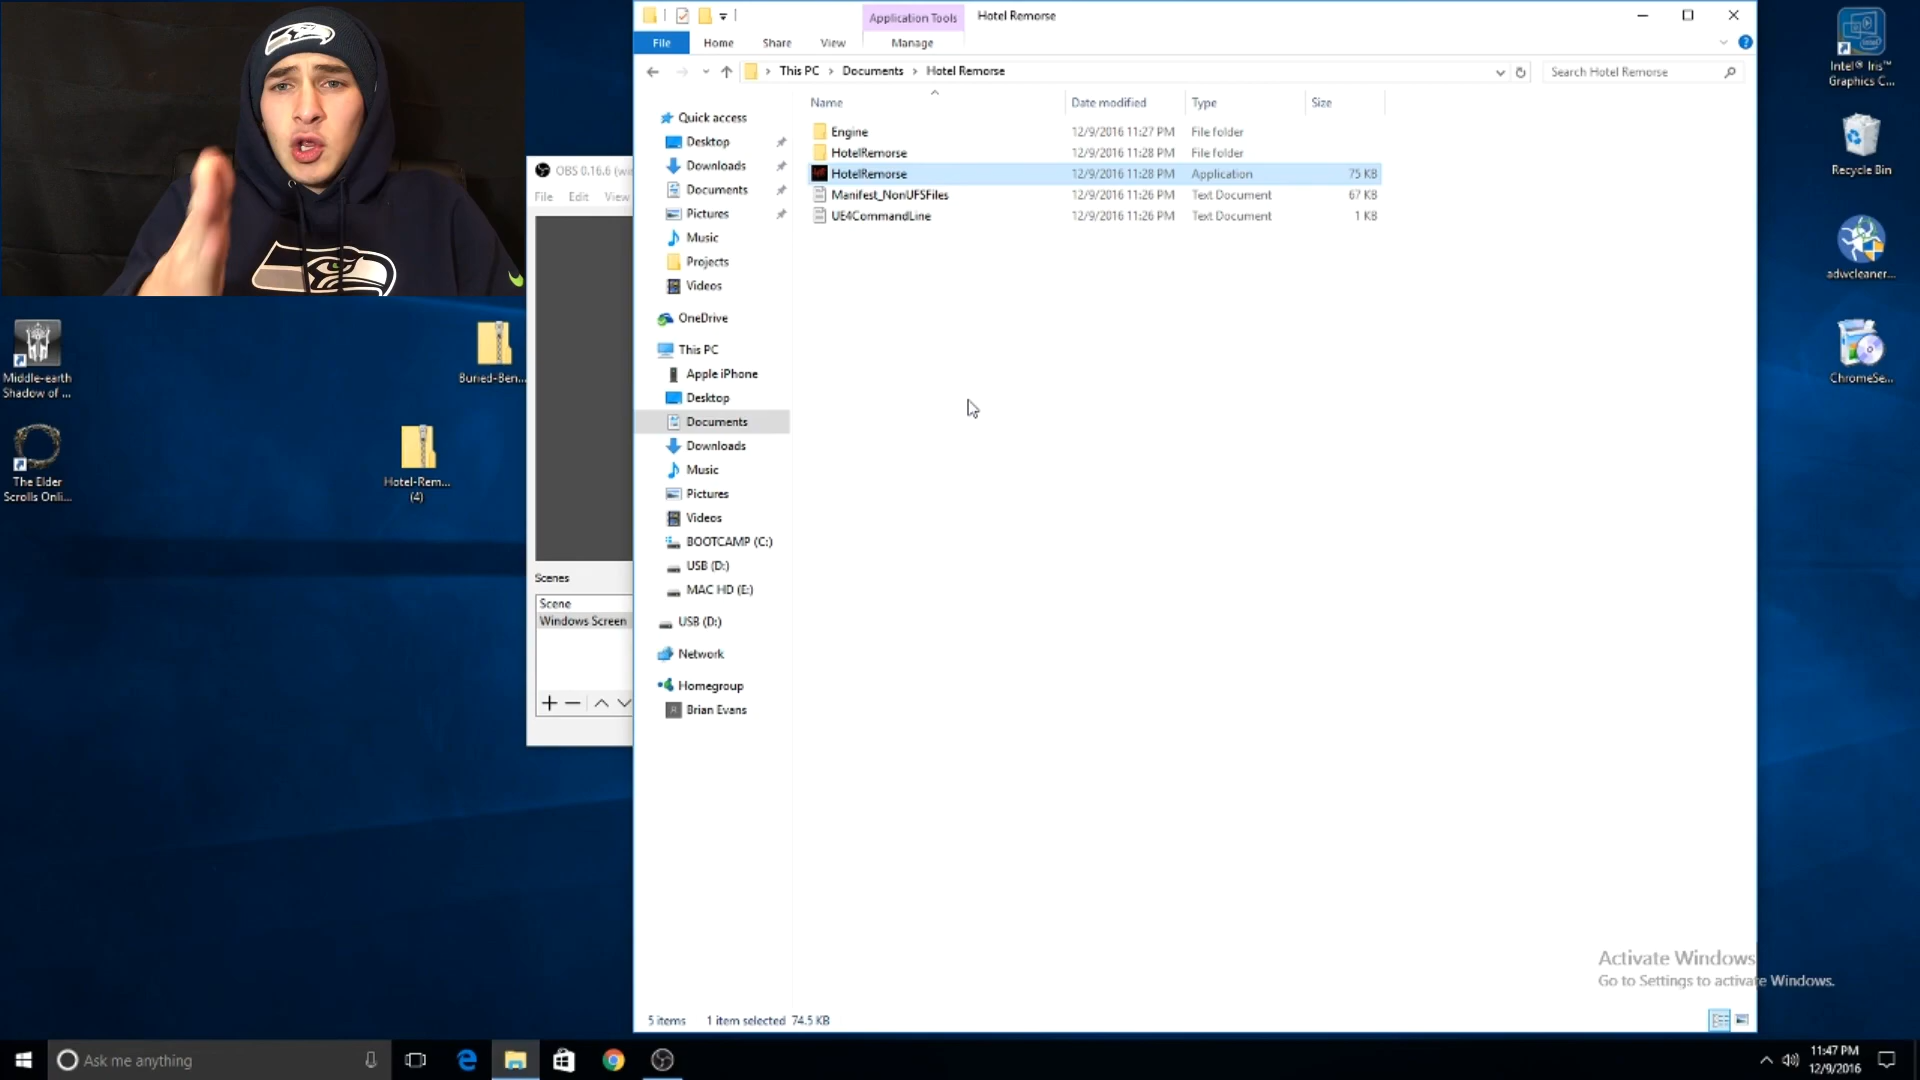 Application Tools
Hotel Remorse
File
Home
Share
View
Manage
This PC
Documents
Hotel Remorse
Search Hotel Remorse
Name
Date modified
Type
Size
Engine
12/9/2016 11:27 PM
File folder
HotelRemorse
12/9/2016 11:28 PM
File folder
HotelRemorse
12/9/2016 11:28 PM
Application
75 KB
Manifest_NonUFSFiles
12/9/2016 11:26 PM
Text Document
67 KB
UE4CommandLine
12/9/2016 11:26 PM
Text Document
1 KB
Quick access
Desktop
Downloads
Documents
Pictures
Music
Projects
Videos
OneDrive
This PC
Apple iPhone
Desktop
Documents
Downloads
Music
Pictures
Videos
BOOTCAMP (C:)
USB (D:)
MAC HD (E:)
USB (D:)
Network
Homegroup
Brian Evans
5 items
1 item selected 74.5 KB
OBS 0.16.6 (wi
File
Edit
View
Scenes
Scene
Windows Screen
Middle-earth
Shadow of ...
The Elder
Scrolls Onli...
Buried-Ben...
Hotel-Rem...
(4)
Intel® Iris™
Graphics C...
Recycle Bin
adwcleaner...
ChromeSe...
Activate Windows
Go to Settings to activate Windows.
Ask me anything
11:47 PM
12/9/2016